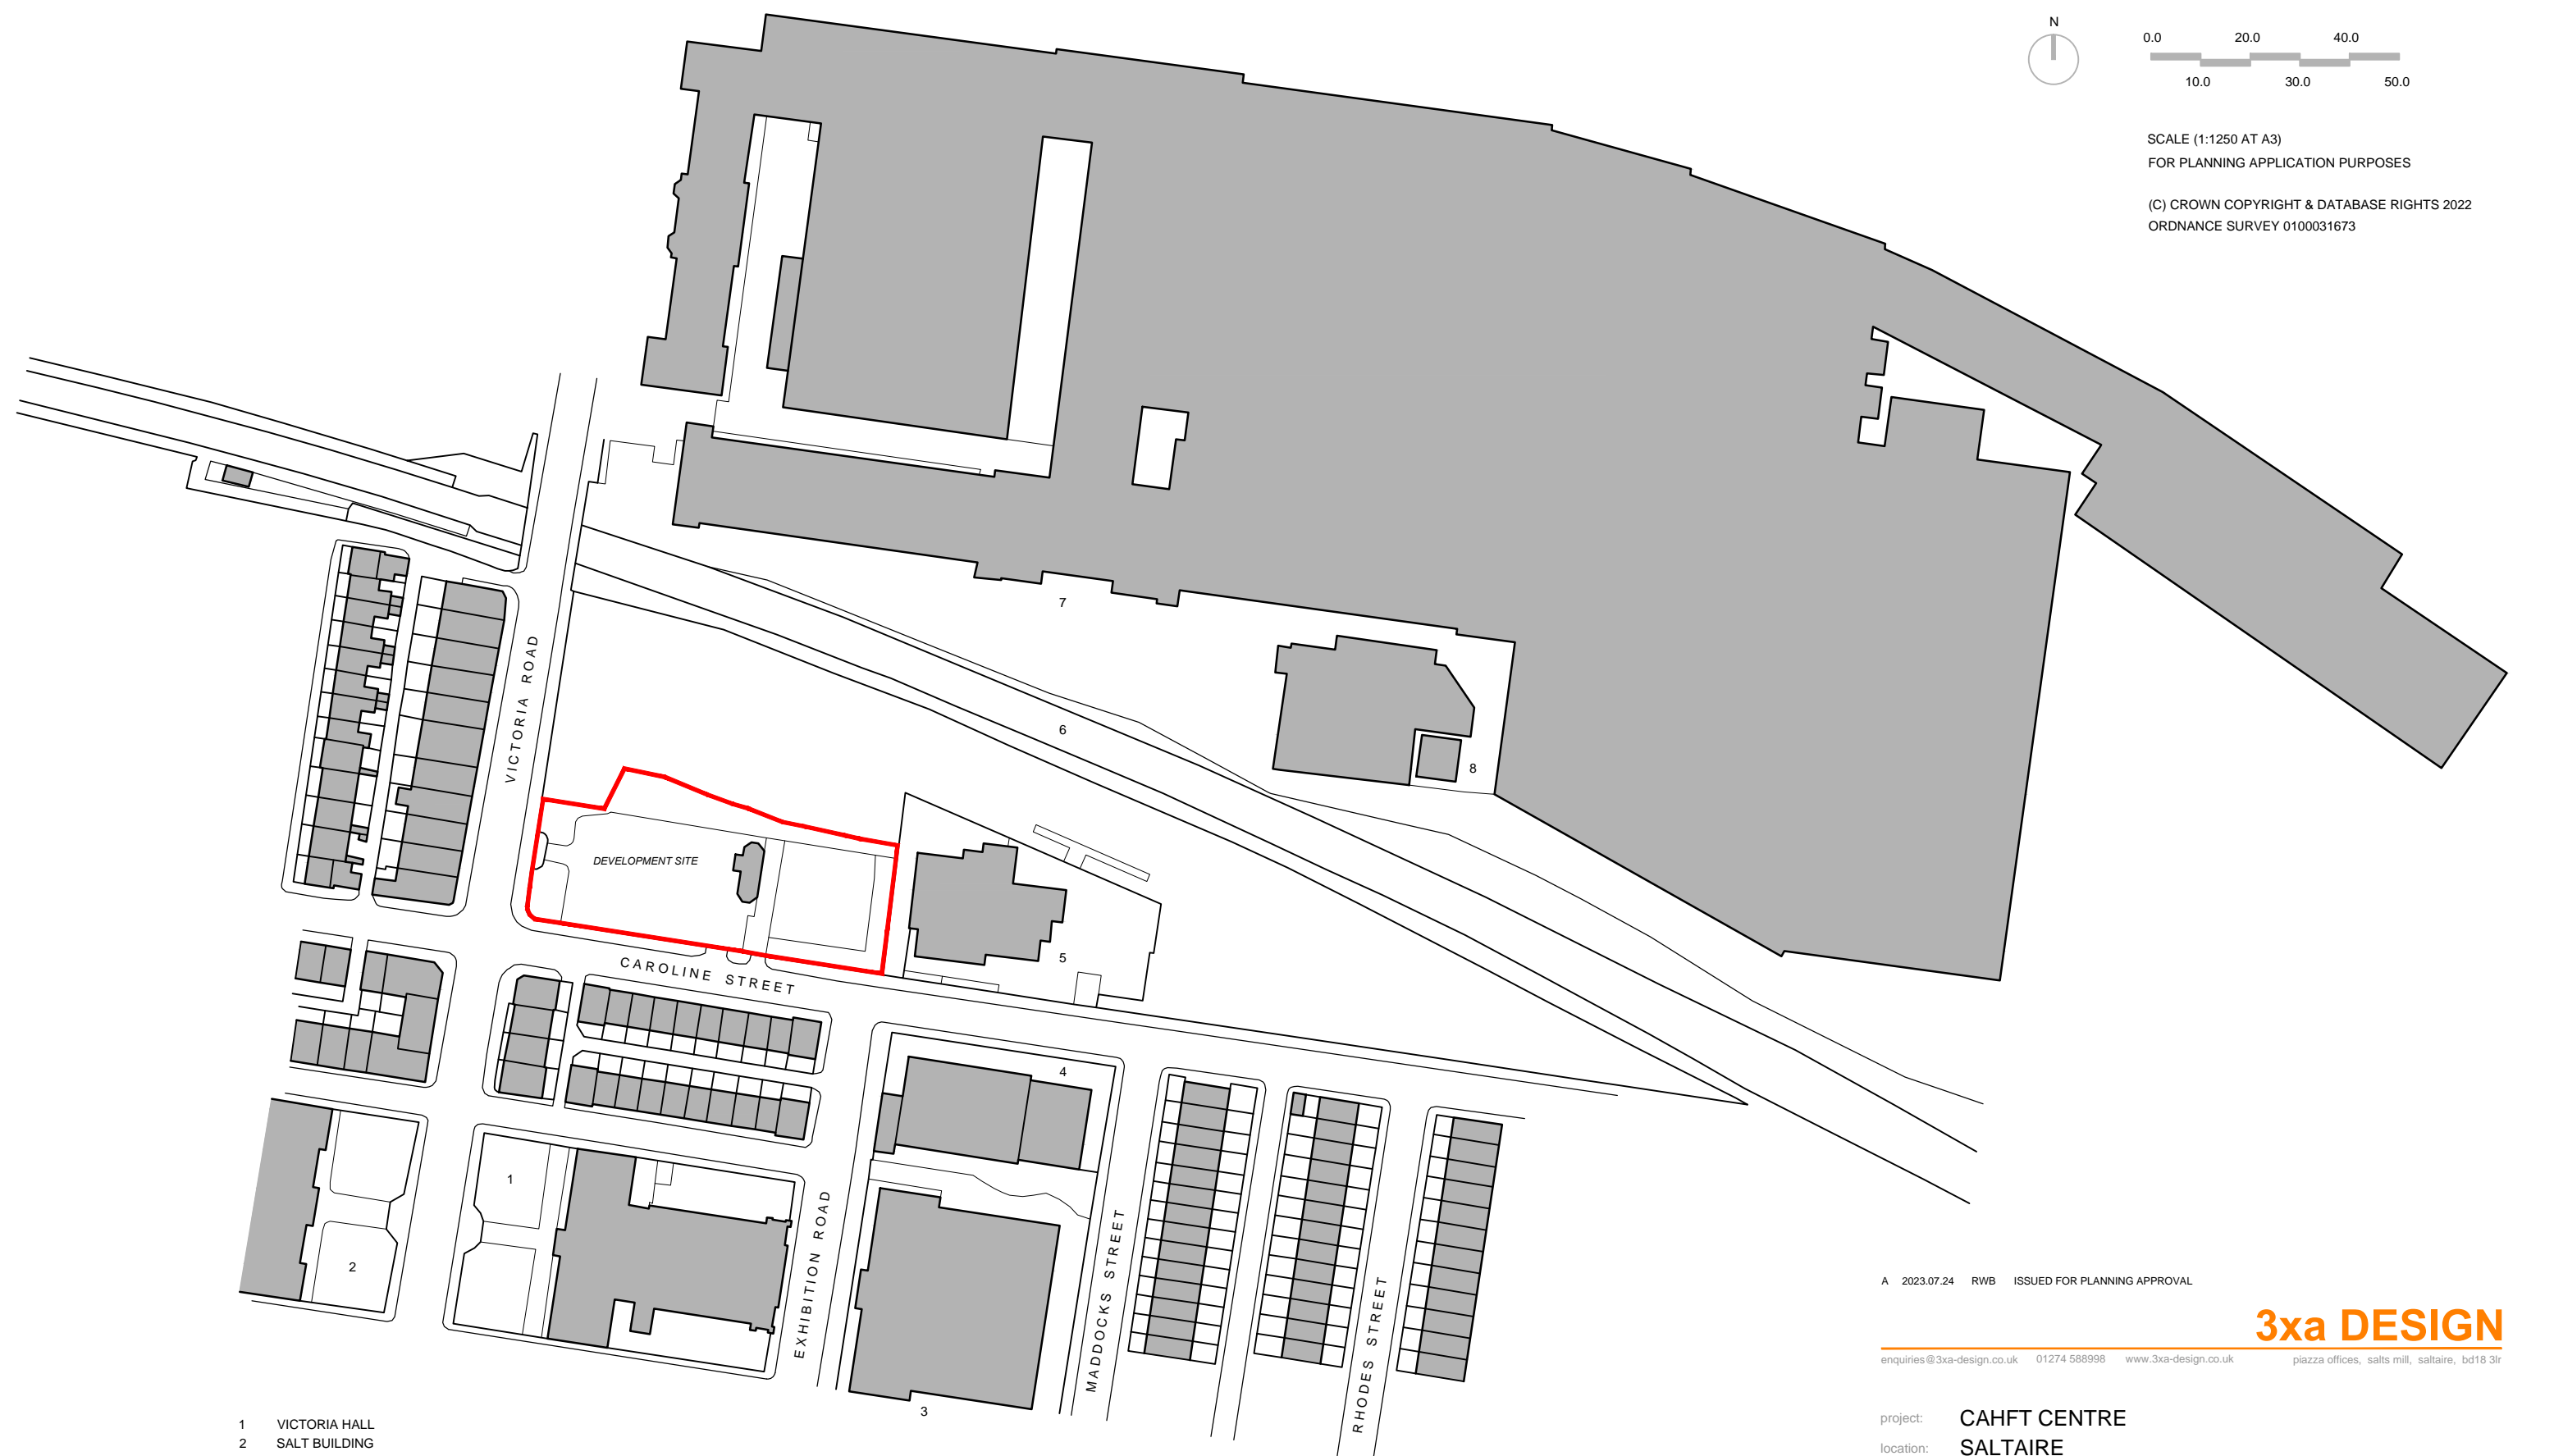 N
0.0 20.0 40.0
10.0 30.0 50.0
SCALE (1:1250 AT A3)
FOR PLANNING APPLICATION PURPOSES
(C) CROWN COPYRIGHT & DATABASE RIGHTS 2022
ORDNANCE SURVEY 0100031673
7
VICTORIA ROAD
6
8
DEVELOPMENT SITE
5
CAROLINE STREET
4
1
2
EXHIBITION ROAD
MADDOCKS STREET
RHODES STREET
3
A 2023.07.24 RWB ISSUED FOR PLANNING APPROVAL
3xa DESIGN
enquiries@3xa-design.co.uk 01274 588998 www.3xa-design.co.uk piazza offices, salts mill, saltaire, bd18 3lr
project: CAHFT CENTRE
location: SALTAIRE
1 VICTORIA HALL
2 SALT BUILDING